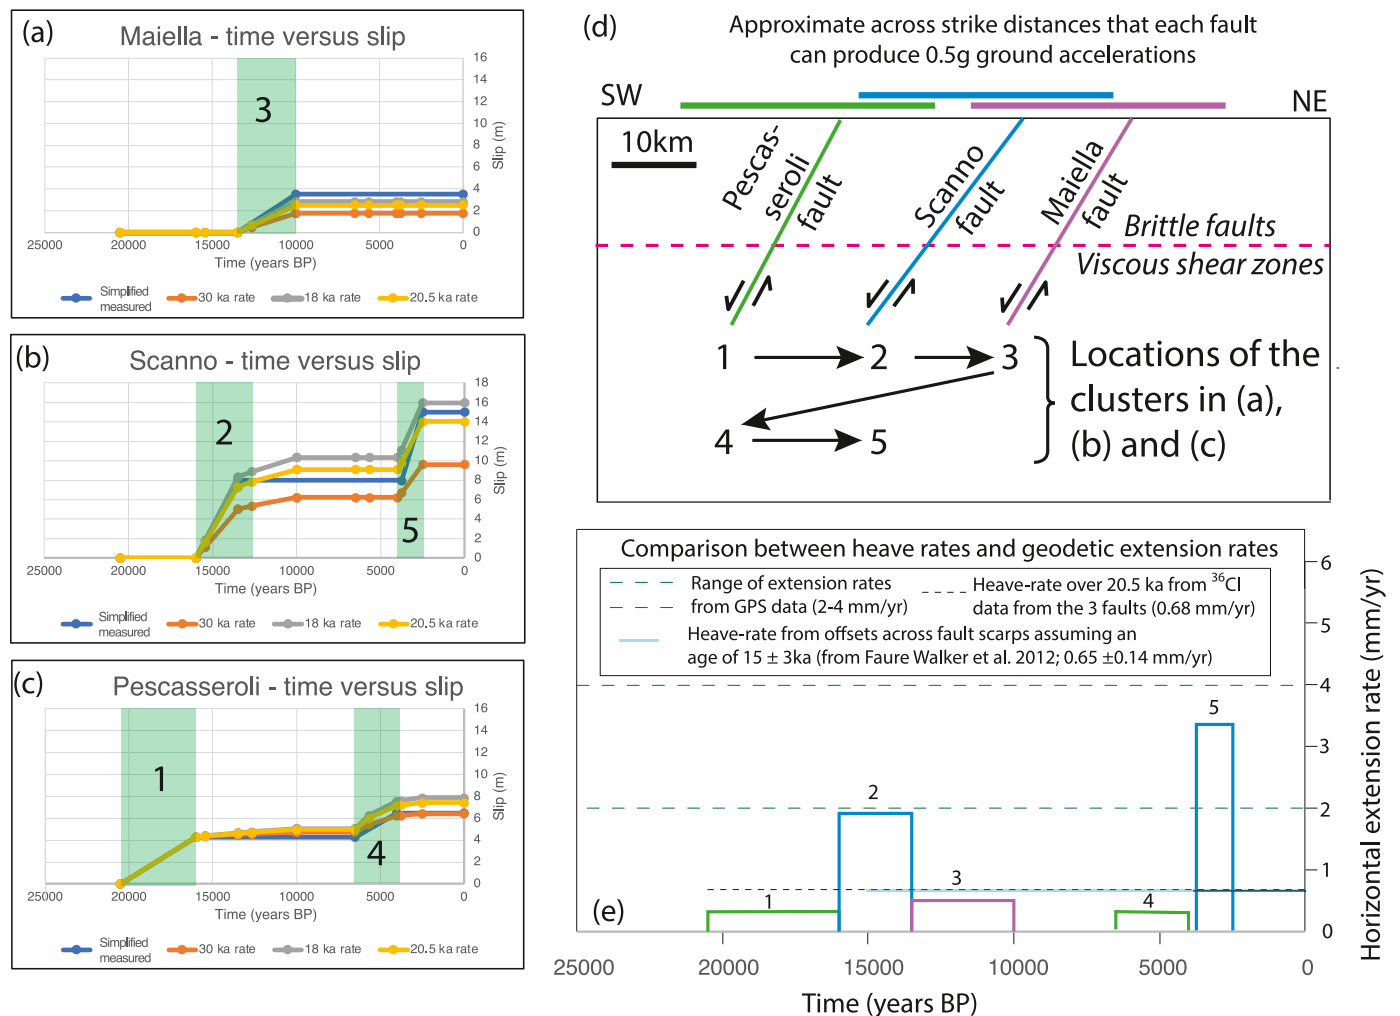 (a)
Maiella - time versus slip
3
16
14
12
10
8
6
4
2
0
Slip (m)
25000 20000 15000 10000 5000 0
Time (years BP)
Simplified measured 30 ka rate 18 ka rate 20.5 ka rate
(b)
Scanno - time versus slip
2
5
18
16
14
12
10
8
6
4
2
0
Slip (m)
25000 20000 15000 10000 5000 0
Time (years BP)
Simplified measured 30 ka rate 18 ka rate 20.5 ka rate
(c)
Pescasseroli - time versus slip
1
4
16
14
12
10
8
6
4
2
0
Slip (m)
25000 20000 15000 10000 5000 0
Time (years BP)
Simplified measured 30 ka rate 18 ka rate 20.5 ka rate
(d)
Approximate across strike distances that each fault
can produce 0.5g ground accelerations
SW
NE
10km
Pescas-
seroli
fault
Scanno
fault
Maiella
fault
Brittle faults
Viscous shear zones
1 2 3
4 5
Locations of the
clusters in (a),
(b) and (c)
Comparison between heave rates and geodetic extension rates
Range of extension rates
from GPS data (2-4 mm/yr)
Heave-rate over 20.5 ka from 36Cl
data from the 3 faults (0.68 mm/yr)
Heave-rate from offsets across fault scarps assuming an
age of 15 ± 3ka (from Faure Walker et al. 2012; 0.65 ±0.14 mm/yr)
1
2
3
4
5
(e)
6
5
4
3
2
1
0
Horizontal extension rate (mm/yr)
25000 20000 15000 10000 5000 0
Time (years BP)